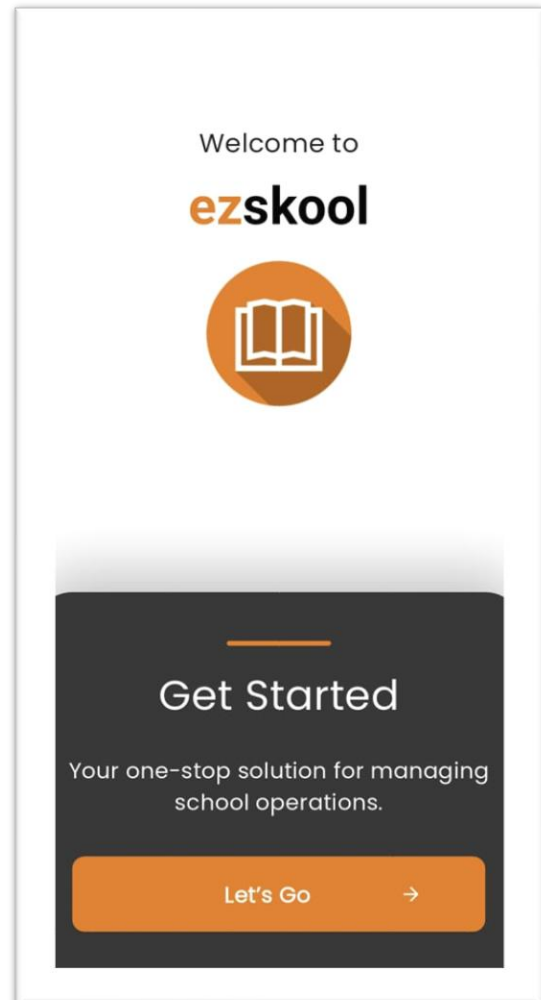 Welcome to
ezskool
Get Started
Your one-stop solution for managing
school operations.
Let's Go →